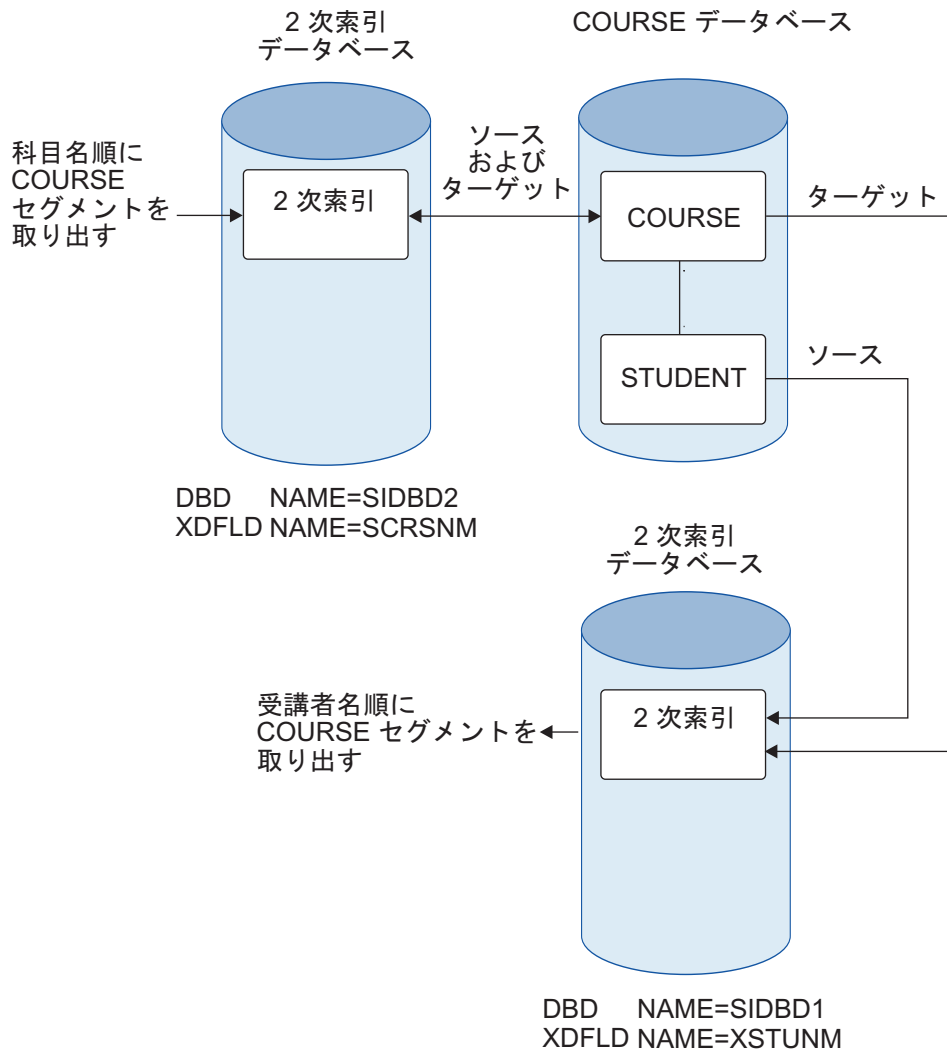 2 次索引
データベース
COURSE データベース
科目名順に
COURSE
セグメントを
取り出す
2 次索引
ソース
および
ターゲット
COURSE
ターゲット
STUDENT
ソース
DBD NAME=SIDBD2
XDFLD NAME=SCRSNM
2 次索引
データベース
受講者名順に
COURSE セグメントを
取り出す
2 次索引
DBD NAME=SIDBD1
XDFLD NAME=XSTUNM